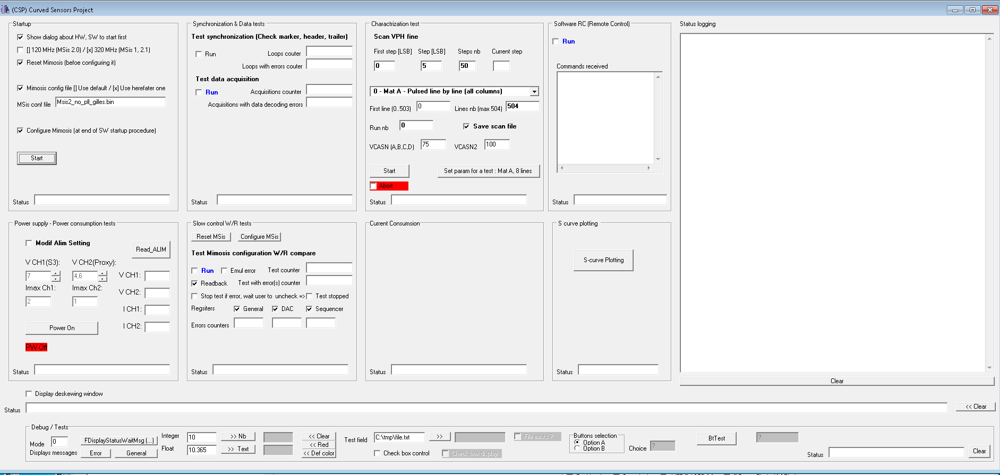 (CSP) Curved Sensors Project
Startup
Show dialog about HW, SW to start first
[] 120 MHz (MSis 2.0) / [x] 320 MHz (MSis 1, 2.1)
Reset Mimosis (befoe configuring it)
Mimosis config file [] Use default / [x] Use herefater one
MSis conf file Msis2_no_pll_gilles.bin
Configure Mimosis (at end of SW startup procedure)
Start
Status
Synchronization & Data tests
Test synchronization (Check marker, header, trailer)
Run Loops couter
Loops with errors couter
Test data acquisition
Run Acquisitions counter
Acquisitions with data decoding errors
Status
Charactrization test
Scan VPH fine
First step [LSB] Step [LSB] Steps nb Current step
0 5 50
0 - Mat A - Pulsed line by line (all columns)
First line (0..503) 0 Lines nb (max 504) 504
Run nb 0 Save scan file
VCASN (A,B,C,D) 75 VCASN2 100
Start Set param for a test : Mat A, 8 lines
Abort
Status
Software RC (Remote Control)
Run
Commands received
Status
Status logging
Clear
Power supply - Power consumption tests
Modif Alim Setting
Read_ALIM
V CH1(S3): V CH2(Proxy):
7 4,6 V CH1:
Imax Ch1: Imax Ch2: V CH2:
2 1 I CH1:
I CH2:
Power On
PW Off
Status
Slow control W/R tests
Reset MSis Configure MSis
Test Mimosis configuration W/R compare
Run Emul error Test counter
Readback Test with error(s) counter
Stop test if error, wait user to uncheck => Test stopped
Regsiters General DAC Sequencer
Errors counters
Status
Current Consumsion
Status
S curve plotting
S-curve Plotting
Status
Display deskewing window
Status << Clear
Debug / Tests
Mode 0 FDisplayStatusWaitMsg (...)
Displays messages Error General
Integer 10 >> Nb
Float 10.365 >> Text
<< Clear
<< Red
<< Def color
Test field C:\tmp\file.txt >> File exists ?
Check box control Check box display
Buttons selection
Option A
Option B
Choice ?
BtTest ?
Status Clear